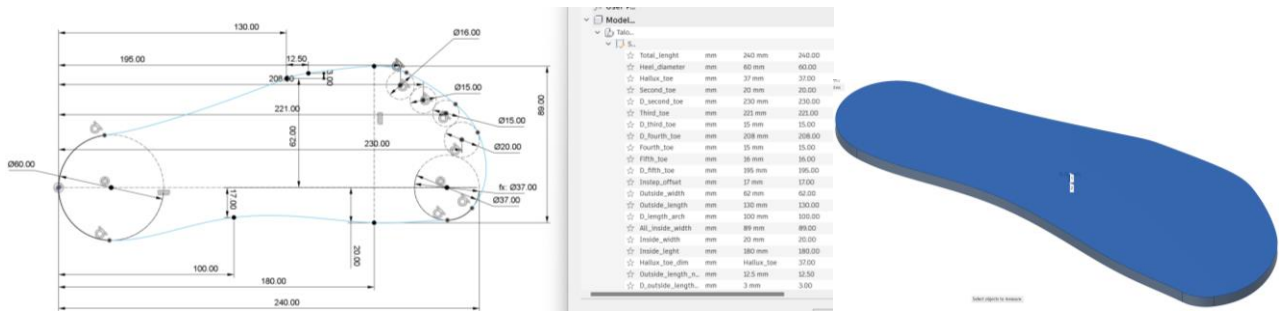 130.00
Ø16.00
195.00
12.50
3.00
208.00
Ø15.00
221.00
Ø15.00
89.00
62.00
230.00
Ø20.00
Ø60.00
fx: Ø37.00
Ø37.00
17.00
20.00
100.00
180.00
240.00
Model...
Talo...
S...
Total_lenght mm 240 mm 240.00
Heel_diameter mm 60 mm 60.00
Hallux_toe mm 37 mm 37.00
Second_toe mm 20 mm 20.00
D_second_toe mm 230 mm 230.00
Third_toe mm 221 mm 221.00
D_third_toe mm 15 mm 15.00
D_fourth_toe mm 208 mm 208.00
Fourth_toe mm 15 mm 15.00
Fifth_toe mm 16 mm 16.00
D_fifth_toe mm 195 mm 195.00
Instep_offset mm 17 mm 17.00
Outside_width mm 62 mm 62.00
Outside_length mm 130 mm 130.00
D_length_arch mm 100 mm 100.00
All_inside_width mm 89 mm 89.00
Inside_width mm 20 mm 20.00
Inside_leght mm 180 mm 180.00
Hallux_toe_dim mm Hallux_toe 37.00
Outside_length_n... mm 12.5 mm 12.50
D_outside_length... mm 3 mm 3.00
Select objects to measure.